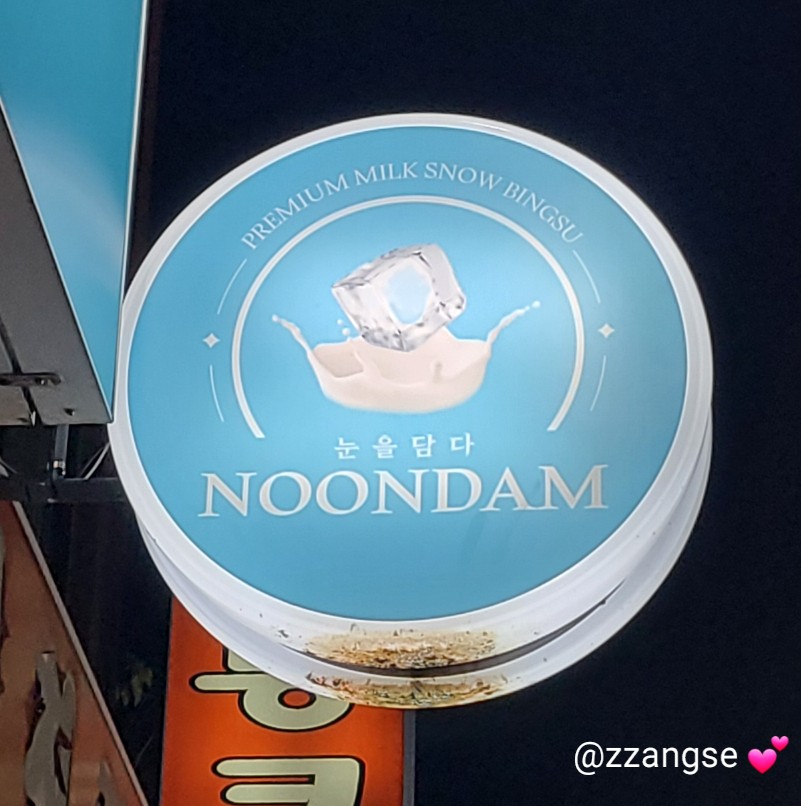 PREMIUM MILK SNOW BINGSU
눈을담다
NOONDAM
@zzangse 💕